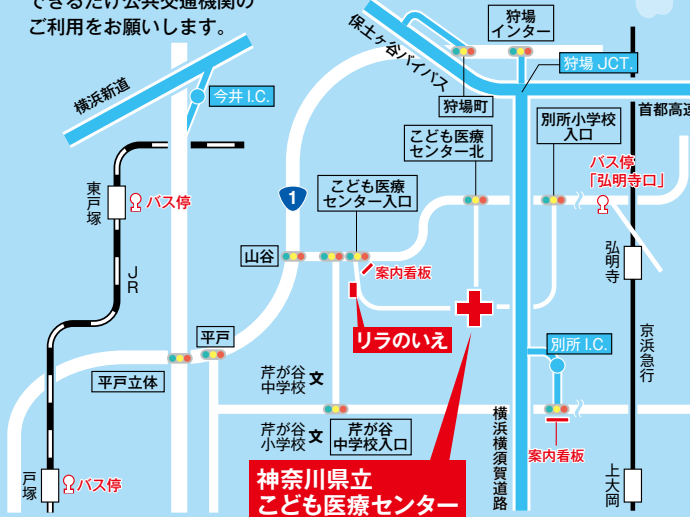 できるだけ公共交通機関の
ご利用をお願いします。
保土ヶ谷バイパス
狩場
インター
狩場 JCT.
横浜新道
今井 I.C.
狩場町
首都高速
別所小学校
入口
こども医療
センター北
バス停
「弘明寺口」
東戸塚
バス停
1
こども医療
センター入口
山谷
案内看板
弘明寺
JR
リラのいえ
平戸
別所 I.C.
京浜急行
平戸立体
芹が谷
中学校 文
芹が谷
小学校 文
芹が谷
中学校入口
横浜横須賀道路
案内看板
戸塚
バス停
神奈川県立
こども医療センター
上大岡